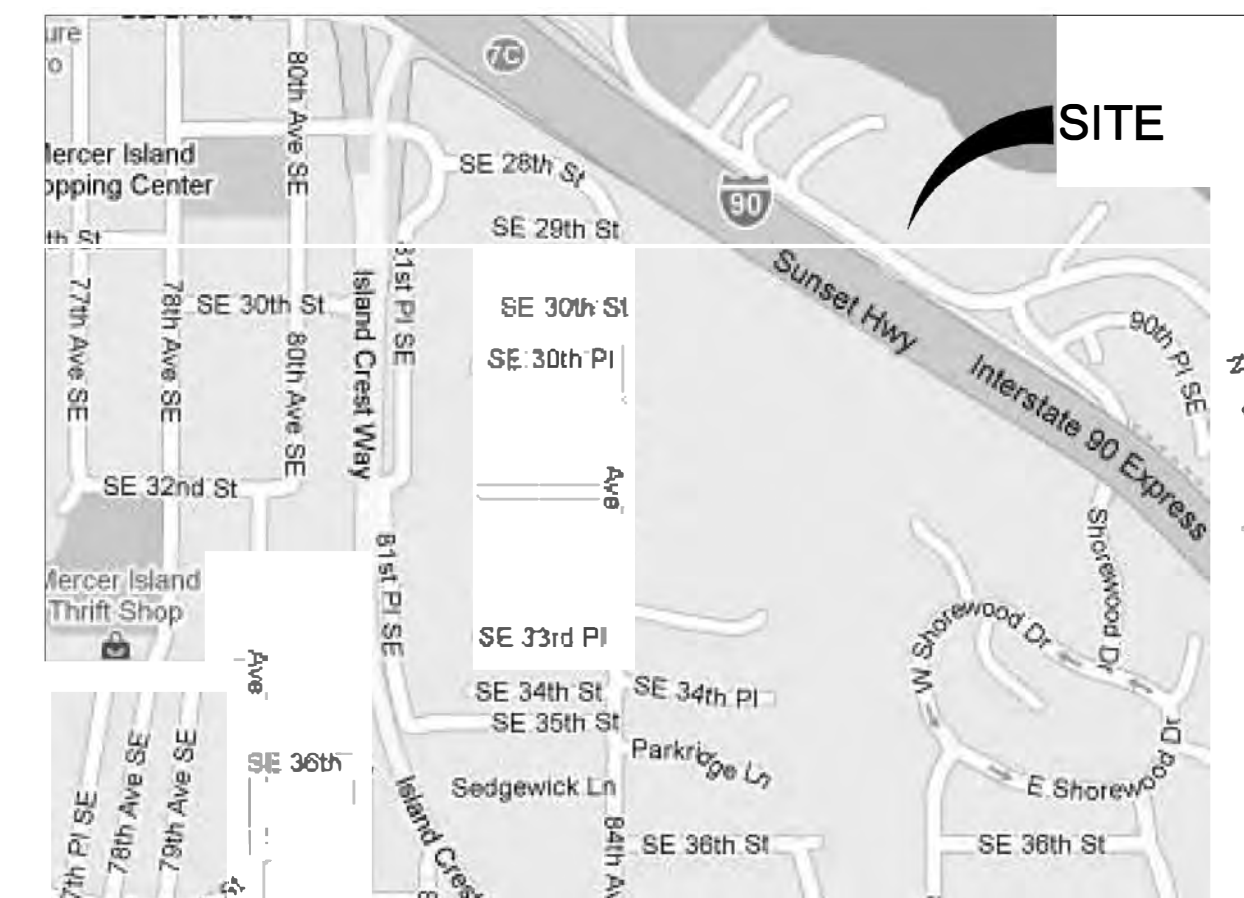 7C
SITE
80th Ave SE
Mercer Island
Shopping Center
SE 28th St
90
SE 29th St
81st Pl SE
Sunset Hwy
Island Crest Way
77th Ave SE
78th Ave SE
SE 30th St
80th Ave SE
SE 30th St
SE 30th Pl
90th Pl SE
Interstate 90 Express
SE 32nd St
Ave
Shorewood Dr
81st Pl SE
Mercer Island
Thrift Shop
W Shorewood Dr
SE 33rd Pl
Ave
SE 34th St
SE 34th Pl
SE 35th St
Parkridge Ln
SE 36th
Sedgewick Ln
Island Crest
E Shorewood Dr
7th Pl SE
78th Ave SE
79th Ave SE
84th Av
SE 36th St
SE 36th St